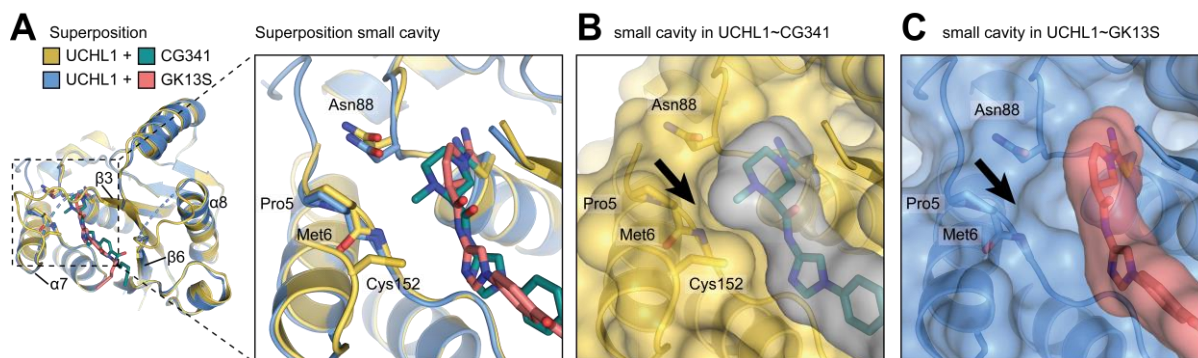 A
Superposition
UCHL1 + CG341
UCHL1 + GK13S
β3
α8
β6
α7
Superposition small cavity
Asn88
Pro5
Met6
Cys152
B
small cavity in UCHL1~CG341
Asn88
Pro5
Met6
Cys152
C
small cavity in UCHL1~GK13S
Asn88
Pro5
Met6